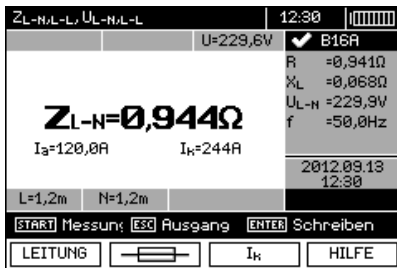 ZL-N,L-L, UL-N,L-L 12:30
U=229,6V ✔ B16A
R =0,941Ω
XL =0,068Ω
UL-N =229,9V
f =50,0Hz
ZL-N=0,944Ω
Ia=120,0A Ik=244A
2012.09.13
12:30
L=1,2m N=1,2m
START Messung ESC Ausgang ENTER Schreiben
LEITUNG Ik HILFE